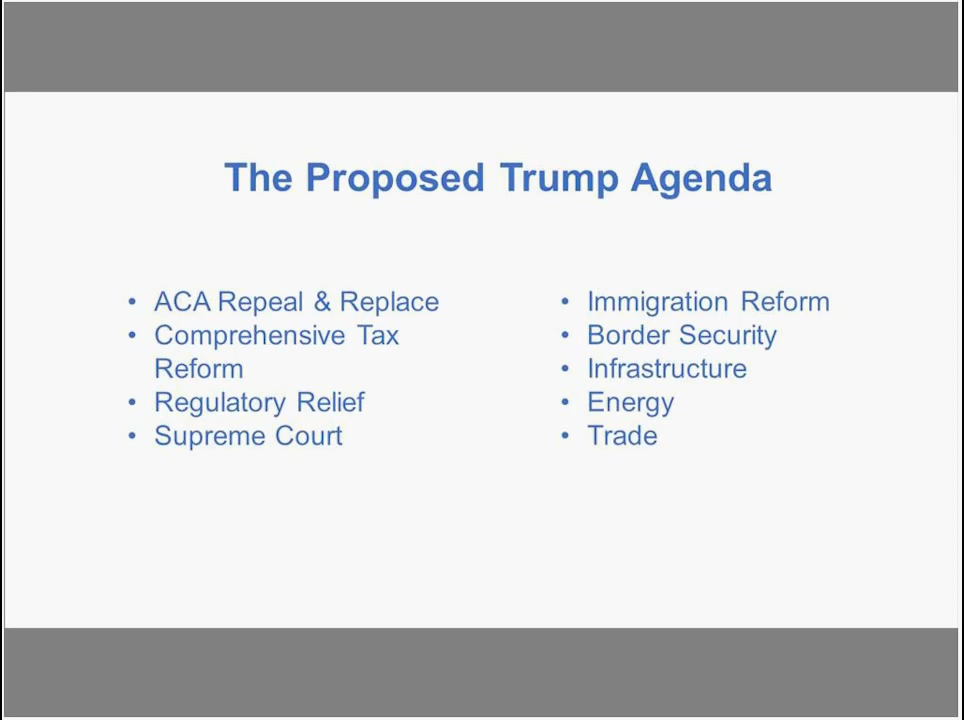 The Proposed Trump Agenda
• ACA Repeal & Replace
• Comprehensive Tax
Reform
• Regulatory Relief
• Supreme Court
• Immigration Reform
• Border Security
• Infrastructure
• Energy
• Trade